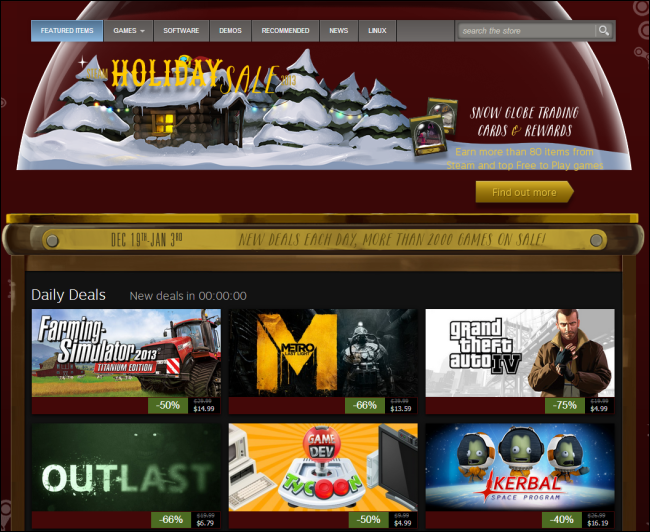 FEATURED ITEMS GAMES SOFTWARE DEMOS RECOMMENDED NEWS LINUX search the store
HOLIDAY SALE
SNOW GLOBE TRADING
CARDS & REWARDS
Earn more than 80 items from
Steam and top Free to Play games
Find out more
DEC 19TH-JAN 3RD NEW DEALS EACH DAY, MORE THAN 2000 GAMES ON SALE!
Daily Deals New deals in 00:00:00
Farming-
Simulator 2013
TITANIUM EDITION
METRO
LAST LIGHT
grand
theft
auto IV
-50% $29.99 $14.99
-66% $39.99 $13.59
-75% $19.99 $4.99
OUTLAST
GAME
DEV
TYCOON
KERBAL
SPACE PROGRAM
-66% $19.99 $6.79
-50% $9.99 $4.99
-40% $26.99 $16.19